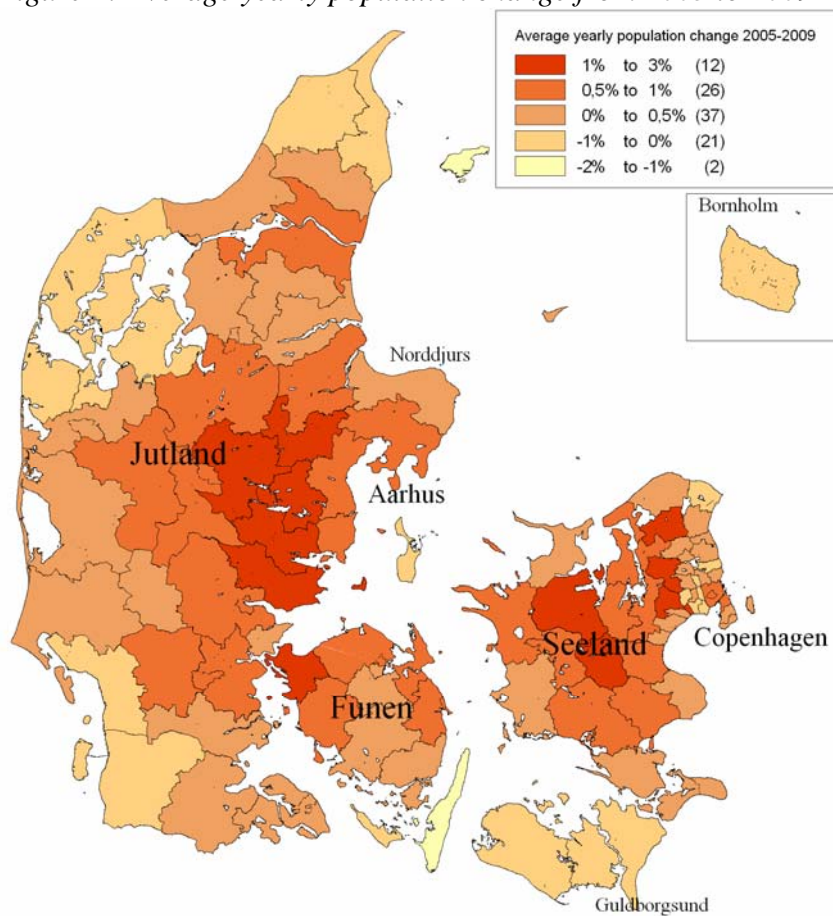 Average yearly population change 2005-2009
1% to 3% (12)
0,5% to 1% (26)
0% to 0,5% (37)
-1% to 0% (21)
-2% to -1% (2)
Bornholm
Norddjurs
Jutland
Aarhus
Seeland
Copenhagen
Funen
Guldborgsund